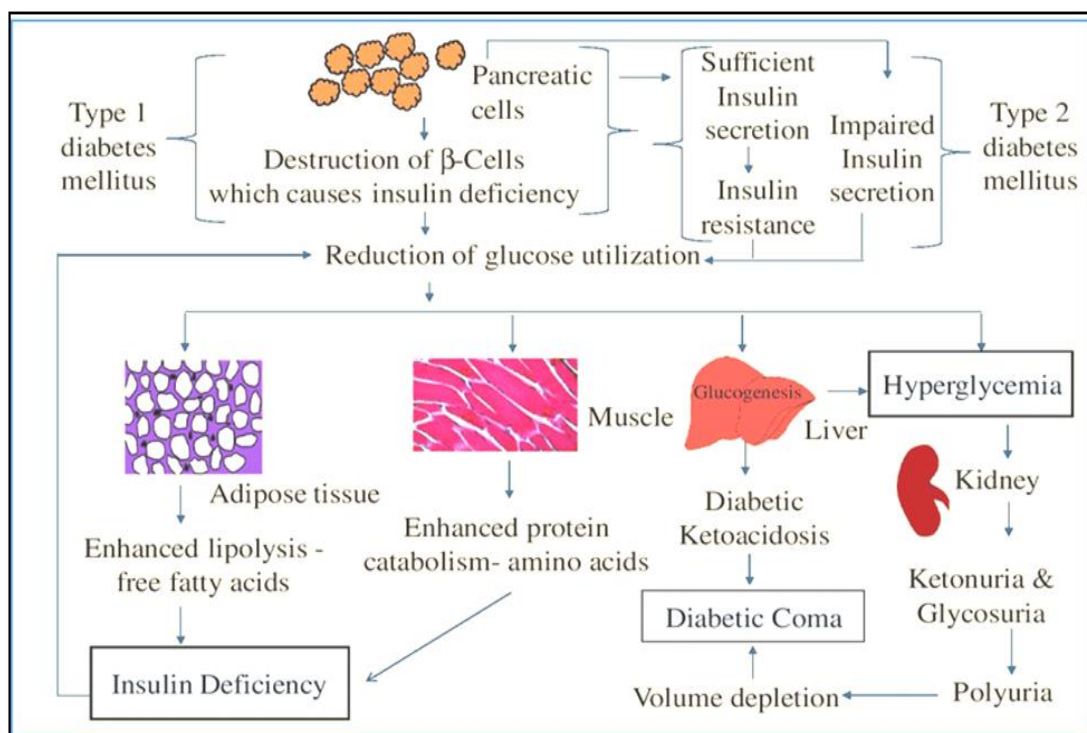 Type 1
diabetes
mellitus
Pancreatic
cells
Destruction of β-Cells
which causes insulin deficiency
Sufficient
Insulin
secretion
Insulin
resistance
Impaired
Insulin
secretion
Type 2
diabetes
mellitus
Reduction of glucose utilization
Adipose tissue
Enhanced lipolysis -
free fatty acids
Muscle
Enhanced protein
catabolism- amino acids
Insulin Deficiency
Glucogenesis
Liver
Diabetic
Ketoacidosis
Diabetic Coma
Hyperglycemia
Kidney
Ketonuria &
Glycosuria
Polyuria
Volume depletion